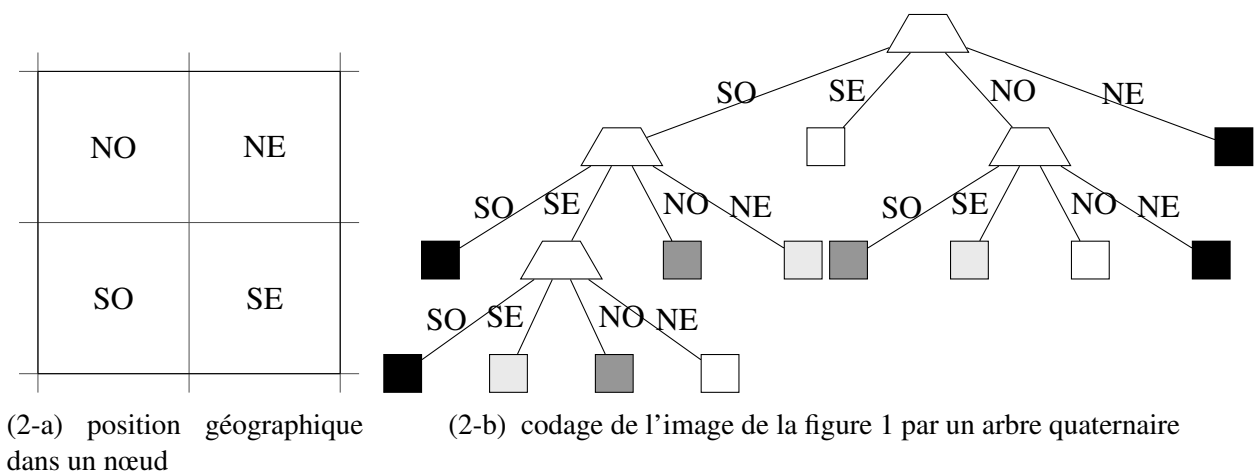 NO NE
SO SE
SO SE NO NE
SO SE NO NE SO SE NO NE
SO SE NO NE
(2-a) position géographique
dans un nœud
(2-b) codage de l'image de la figure 1 par un arbre quaternaire